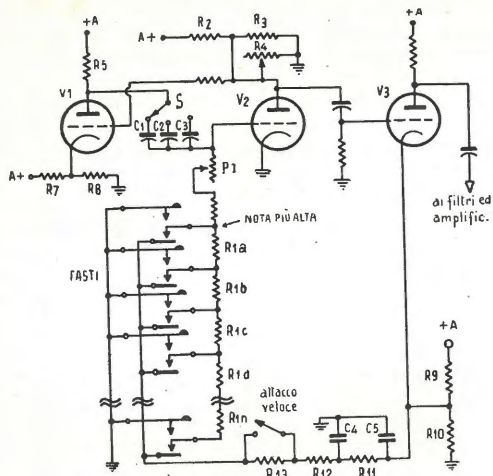 +A
A+
R2
R3
+A
R4
R5
V1
S
V2
V3
C1
C2
C3
P1
A+
R7
R8
ai filtri ed
amplific.
NOTA PIÙ ALTA
R1a
TASTI
R1b
R1c
R1d
+A
attacco
veloce
R9
R1n
C4
C5
R10
R13
R12
R11